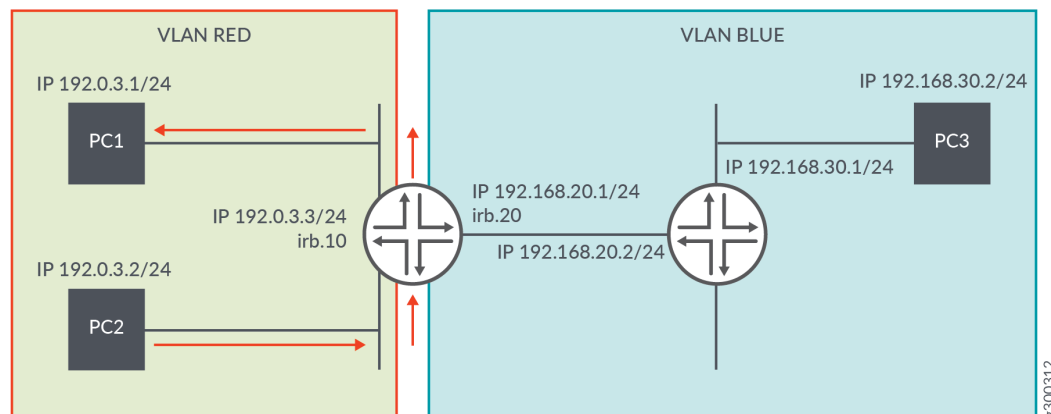 VLAN RED
VLAN BLUE
IP 192.0.3.1/24
PC1
IP 192.168.30.2/24
PC3
IP 192.168.30.1/24
IP 192.0.3.3/24
irb.10
IP 192.168.20.1/24
irb.20
IP 192.168.20.2/24
IP 192.0.3.2/24
PC2